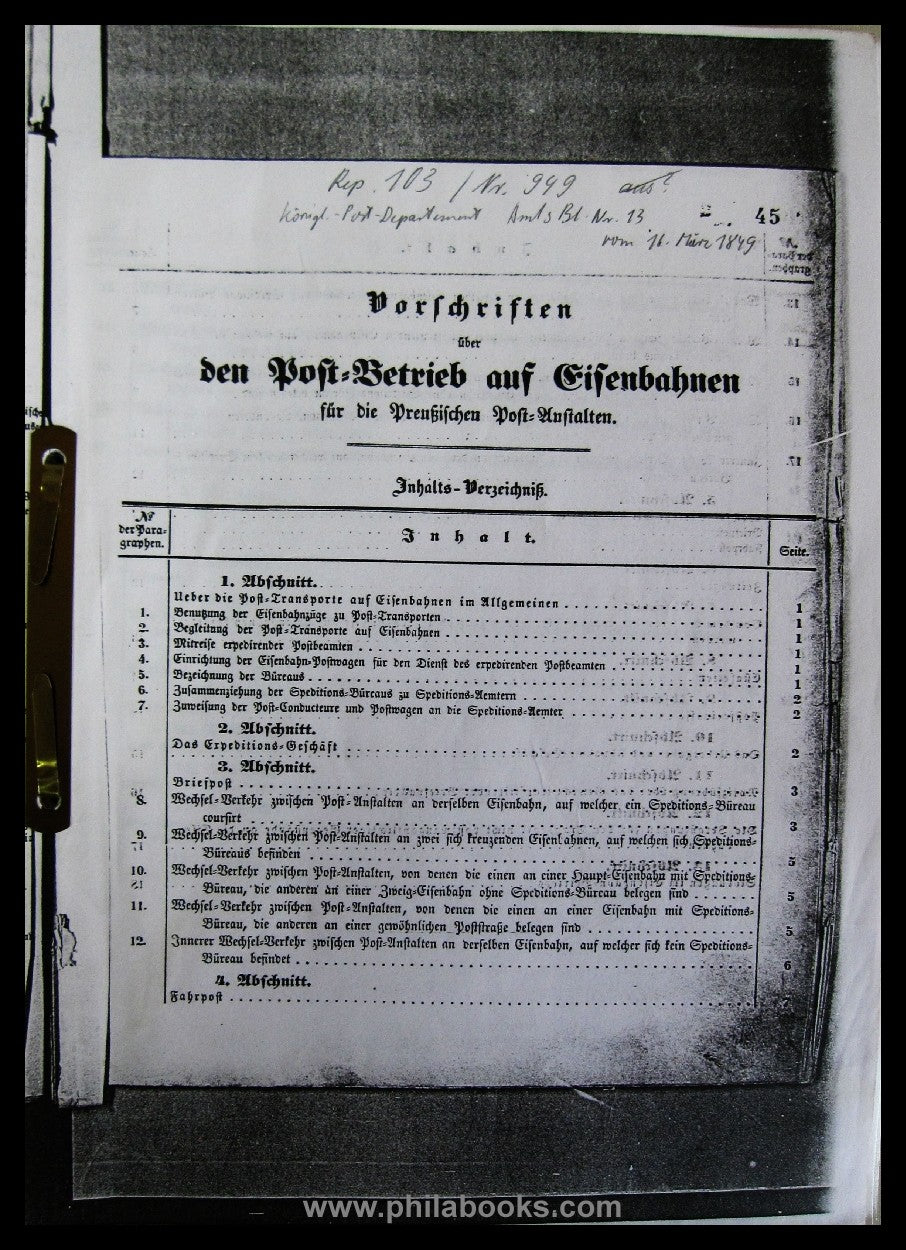 Rep. 103 / Nr. 949 aus?
Königl.-Post-Departement Amts Bl. Nr. 13
45
vom 16. März 1849
Vorschriften
über
den Post-Betrieb auf Eisenbahnen
für die Preußischen Post-Anstalten.
Inhalts-Verzeichniß.
№ der Para-graphen. Inhalt. Seite.
1. Abschnitt.
Ueber die Post-Transporte auf Eisenbahnen im Allgemeinen 1
1. Benutzung der Eisenbahnzüge zu Post-Transporten 1
2. Begleitung der Post-Transporte auf Eisenbahnen 1
3. Mitreise expedirender Postbeamten 1
4. Einrichtung der Eisenbahn-Postwagen für den Dienst des expedirenden Postbeamten 1
5. Bezeichnung der Büreaus 1
6. Zusammenziehung der Speditions-Büreaus zu Speditions-Aemtern 2
7. Zuweisung der Post-Conducteure und Postwagen an die Speditions-Aemter 2
2. Abschnitt.
Das Expeditions-Geschäft 2
3. Abschnitt.
Briefpost 3
8. Wechsel-Verkehr zwischen Post-Anstalten an derselben Eisenbahn, auf welcher ein Speditions-Büreau
coursirt 3
9. Wechsel-Verkehr zwischen Post-Anstalten an zwei sich kreuzenden Eisenbahnen, auf welchen sich Speditions-
Büreaus befinden 5
10. Wechsel-Verkehr zwischen Post-Anstalten, von denen die einen an einer Haupt-Eisenbahn mit Speditions-
Büreau, die anderen an einer Zweig-Eisenbahn ohne Speditions-Büreau belegen sind 5
11. Wechsel-Verkehr zwischen Post-Anstalten, von denen die einen an einer Eisenbahn mit Speditions-
Büreau, die anderen an einer gewöhnlichen Poststraße belegen sind 5
12. Innerer Wechsel-Verkehr zwischen Post-Anstalten an derselben Eisenbahn, auf welcher sich kein Speditions-
Büreau befindet 6
4. Abschnitt.
Fahrpost 7
www.philabooks.com